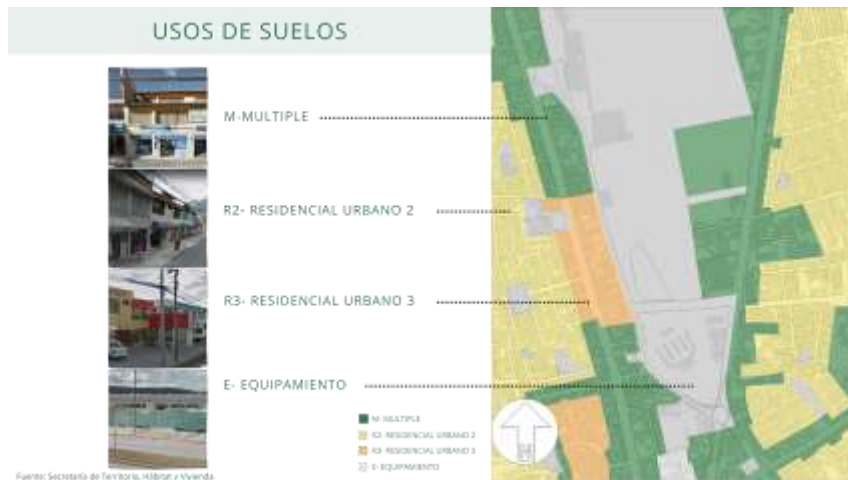 USOS DE SUELOS
M-MULTIPLE
R2- RESIDENCIAL URBANO 2
R3- RESIDENCIAL URBANO 3
E- EQUIPAMIENTO
M- MULTIPLE
R2- RESIDENCIAL URBANO 2
R3- RESIDENCIAL URBANO 3
E- EQUIPAMIENTO
Fuente: Secretaría de Territorio, Hábitat y Vivienda